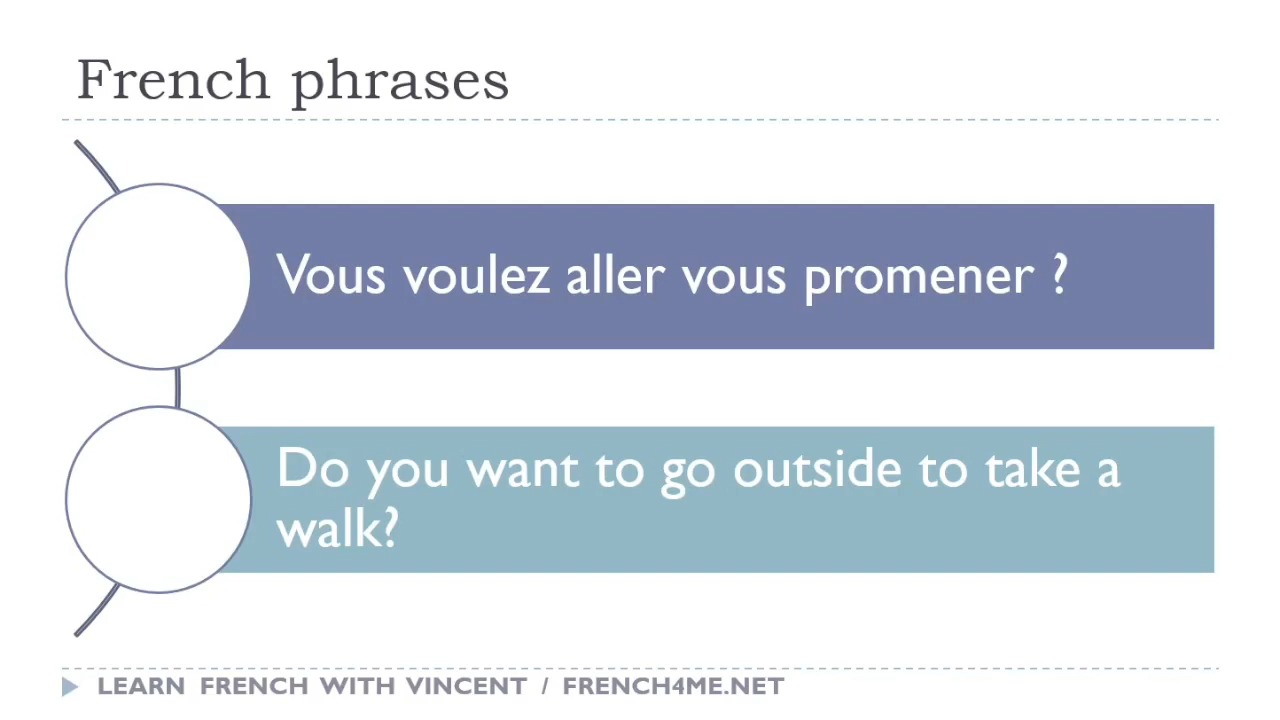 French phrases
Vous voulez aller vous promener ?
Do you want to go outside to take a
walk?
LEARN FRENCH WITH VINCENT / FRENCH4ME.NET